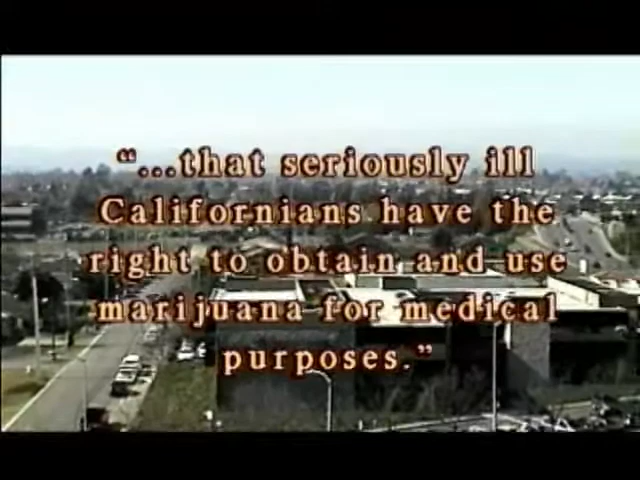 “...that seriously ill
Californians have the
right to obtain and use
marijuana for medical
purposes.”